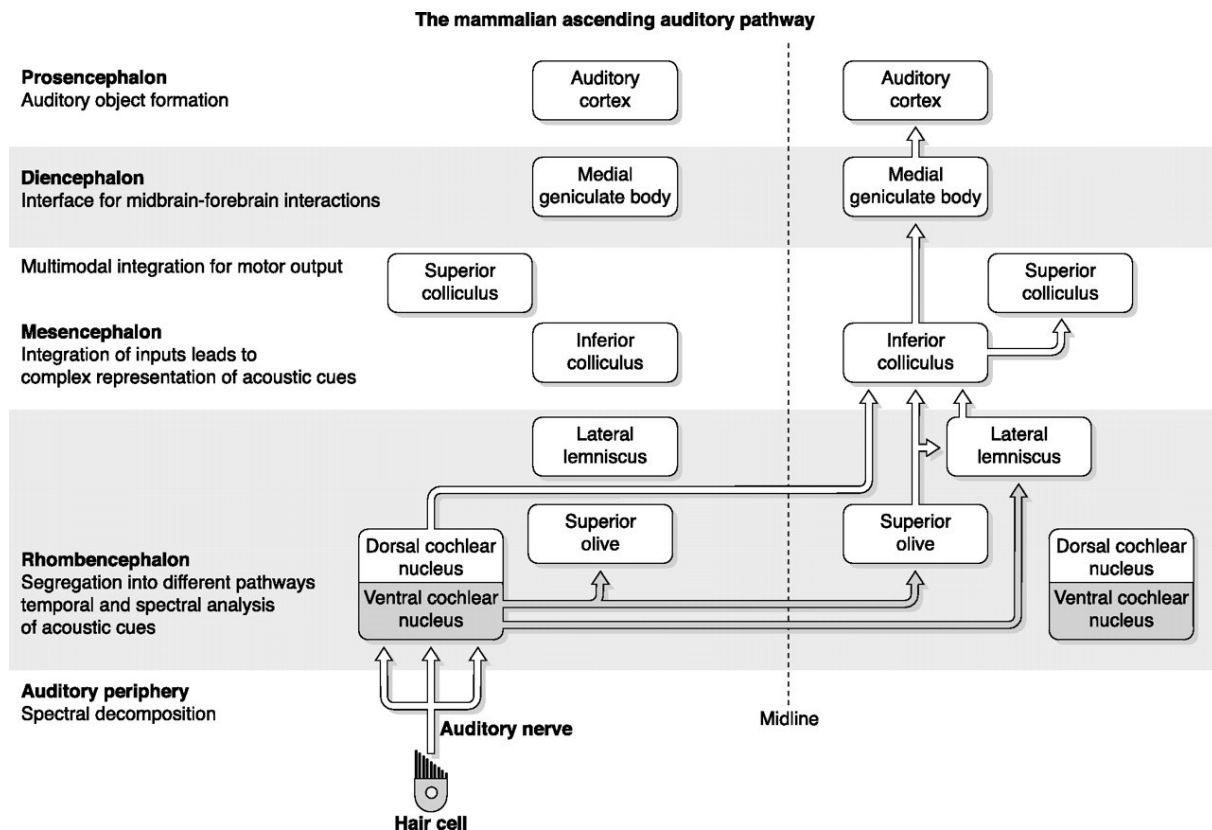 The mammalian ascending auditory pathway
Prosencephalon
Auditory object formation
Auditory
cortex
Auditory
cortex
Diencephalon
Interface for midbrain-forebrain interactions
Medial
geniculate body
Medial
geniculate body
Multimodal integration for motor output
Superior
colliculus
Superior
colliculus
Mesencephalon
Integration of inputs leads to
complex representation of acoustic cues
Inferior
colliculus
Inferior
colliculus
Lateral
lemniscus
Lateral
lemniscus
Rhombencephalon
Segregation into different pathways
temporal and spectral analysis
of acoustic cues
Dorsal cochlear
nucleus
Ventral cochlear
nucleus
Superior
olive
Superior
olive
Dorsal cochlear
nucleus
Ventral cochlear
nucleus
Auditory periphery
Spectral decomposition
Auditory nerve
Midline
Hair cell